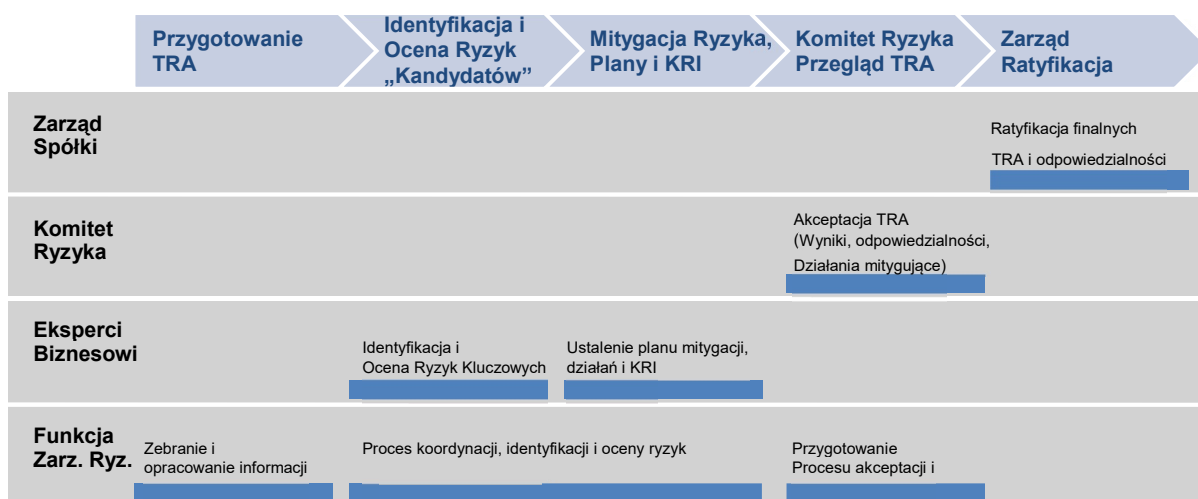 Przygotowanie
TRA
Identyfikacja i
Ocena Ryzyk
„Kandydatów”
Mitygacja Ryzyka,
Plany i KRI
Komitet Ryzyka
Przegląd TRA
Zarząd
Ratyfikacja
Zarząd
Spółki
Ratyfikacja finalnych
TRA i odpowiedzialności
Komitet
Ryzyka
Akceptacja TRA
(Wyniki, odpowiedzialności,
Działania mitygujące)
Eksperci
Biznesowi
Identyfikacja i
Ocena Ryzyk Kluczowych
Ustalenie planu mitygacji,
działań i KRI
Funkcja
Zarz. Ryz.
Zebranie i
opracowanie informacji
Proces koordynacji, identyfikacji i oceny ryzyk
Przygotowanie
Procesu akceptacji i